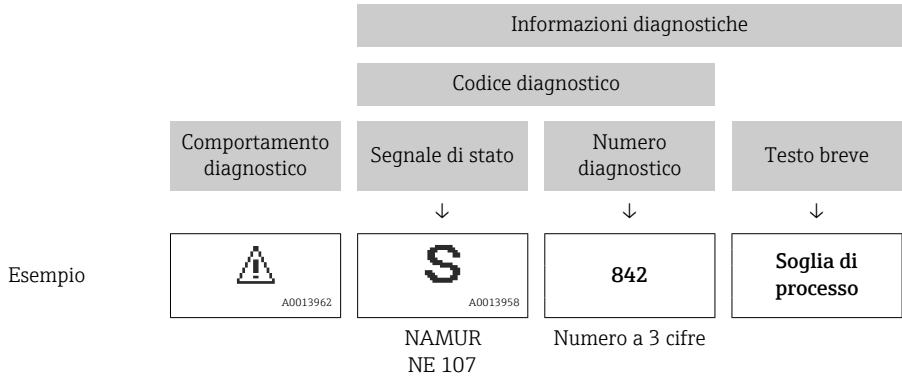 Informazioni diagnostiche
Codice diagnostico
Comportamento
diagnostico
Segnale di stato
Numero
diagnostico
Testo breve
↓ ↓ ↓
Esempio
A0013962
S
A0013958
842
Soglia di
processo
NAMUR
NE 107
Numero a 3 cifre